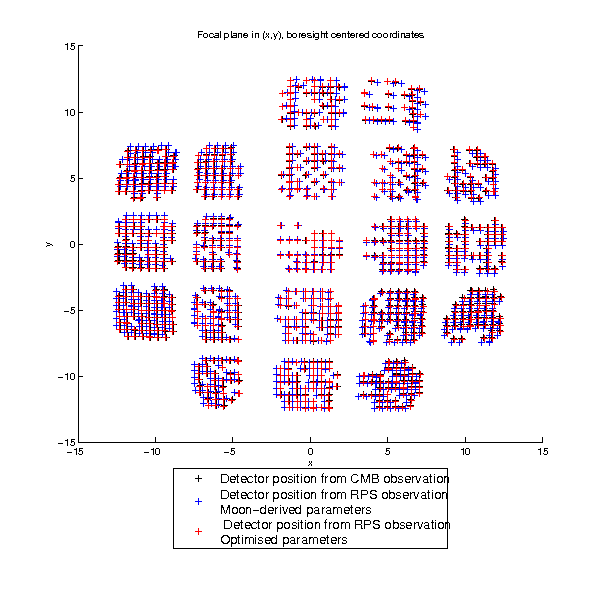 Focal plane in (x,y), boresight centered coordinates
15
10
5
0
−5
−10
−15
y
−15 −10 −5 0 5 10 15
x
Detector position from CMB observation
Detector position from RPS observation
Moon−derived parameters
Detector position from RPS observation
Optimised parameters